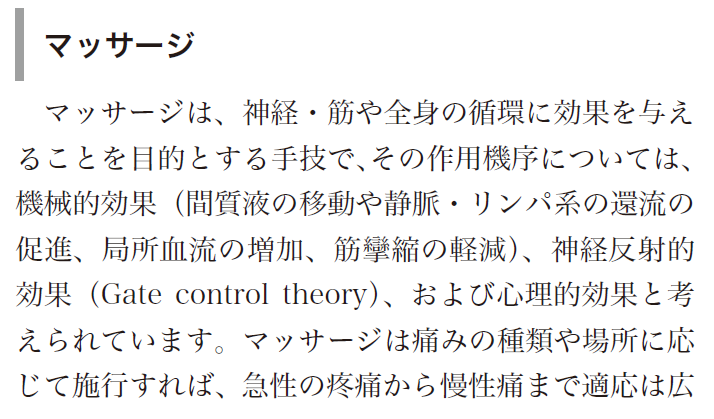 マッサージ
マッサージは、神経・筋や全身の循環に効果を与え
ることを目的とする手技で、その作用機序については、
機械的効果（間質液の移動や静脈・リンパ系の還流の
促進、局所血流の増加、筋攣縮の軽減）、神経反射的
効果（Gate control theory）、および心理的効果と考
えられています。マッサージは痛みの種類や場所に応
じて施行すれば、急性の疼痛から慢性痛まで適応は広